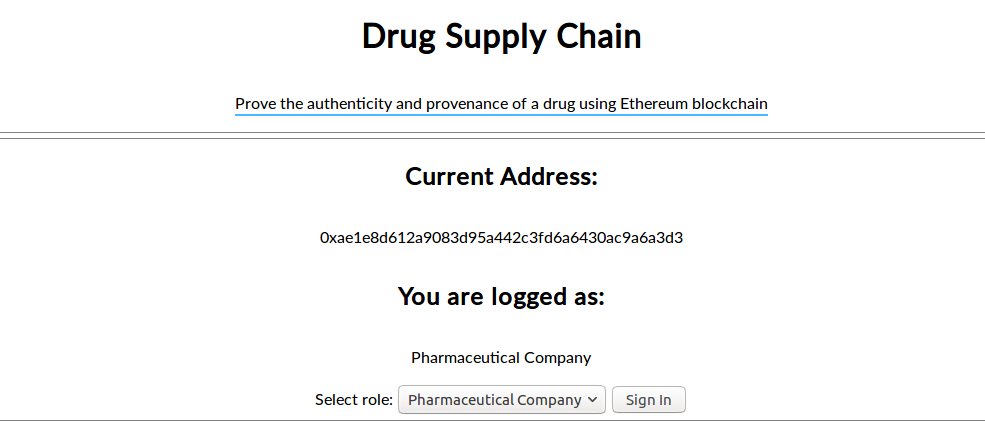 Drug Supply Chain
Prove the authenticity and provenance of a drug using Ethereum blockchain
Current Address:
0xae1e8d612a9083d95a442c3fd6a6430ac9a6a3d3
You are logged as:
Pharmaceutical Company
Select role: Pharmaceutical Company Sign In